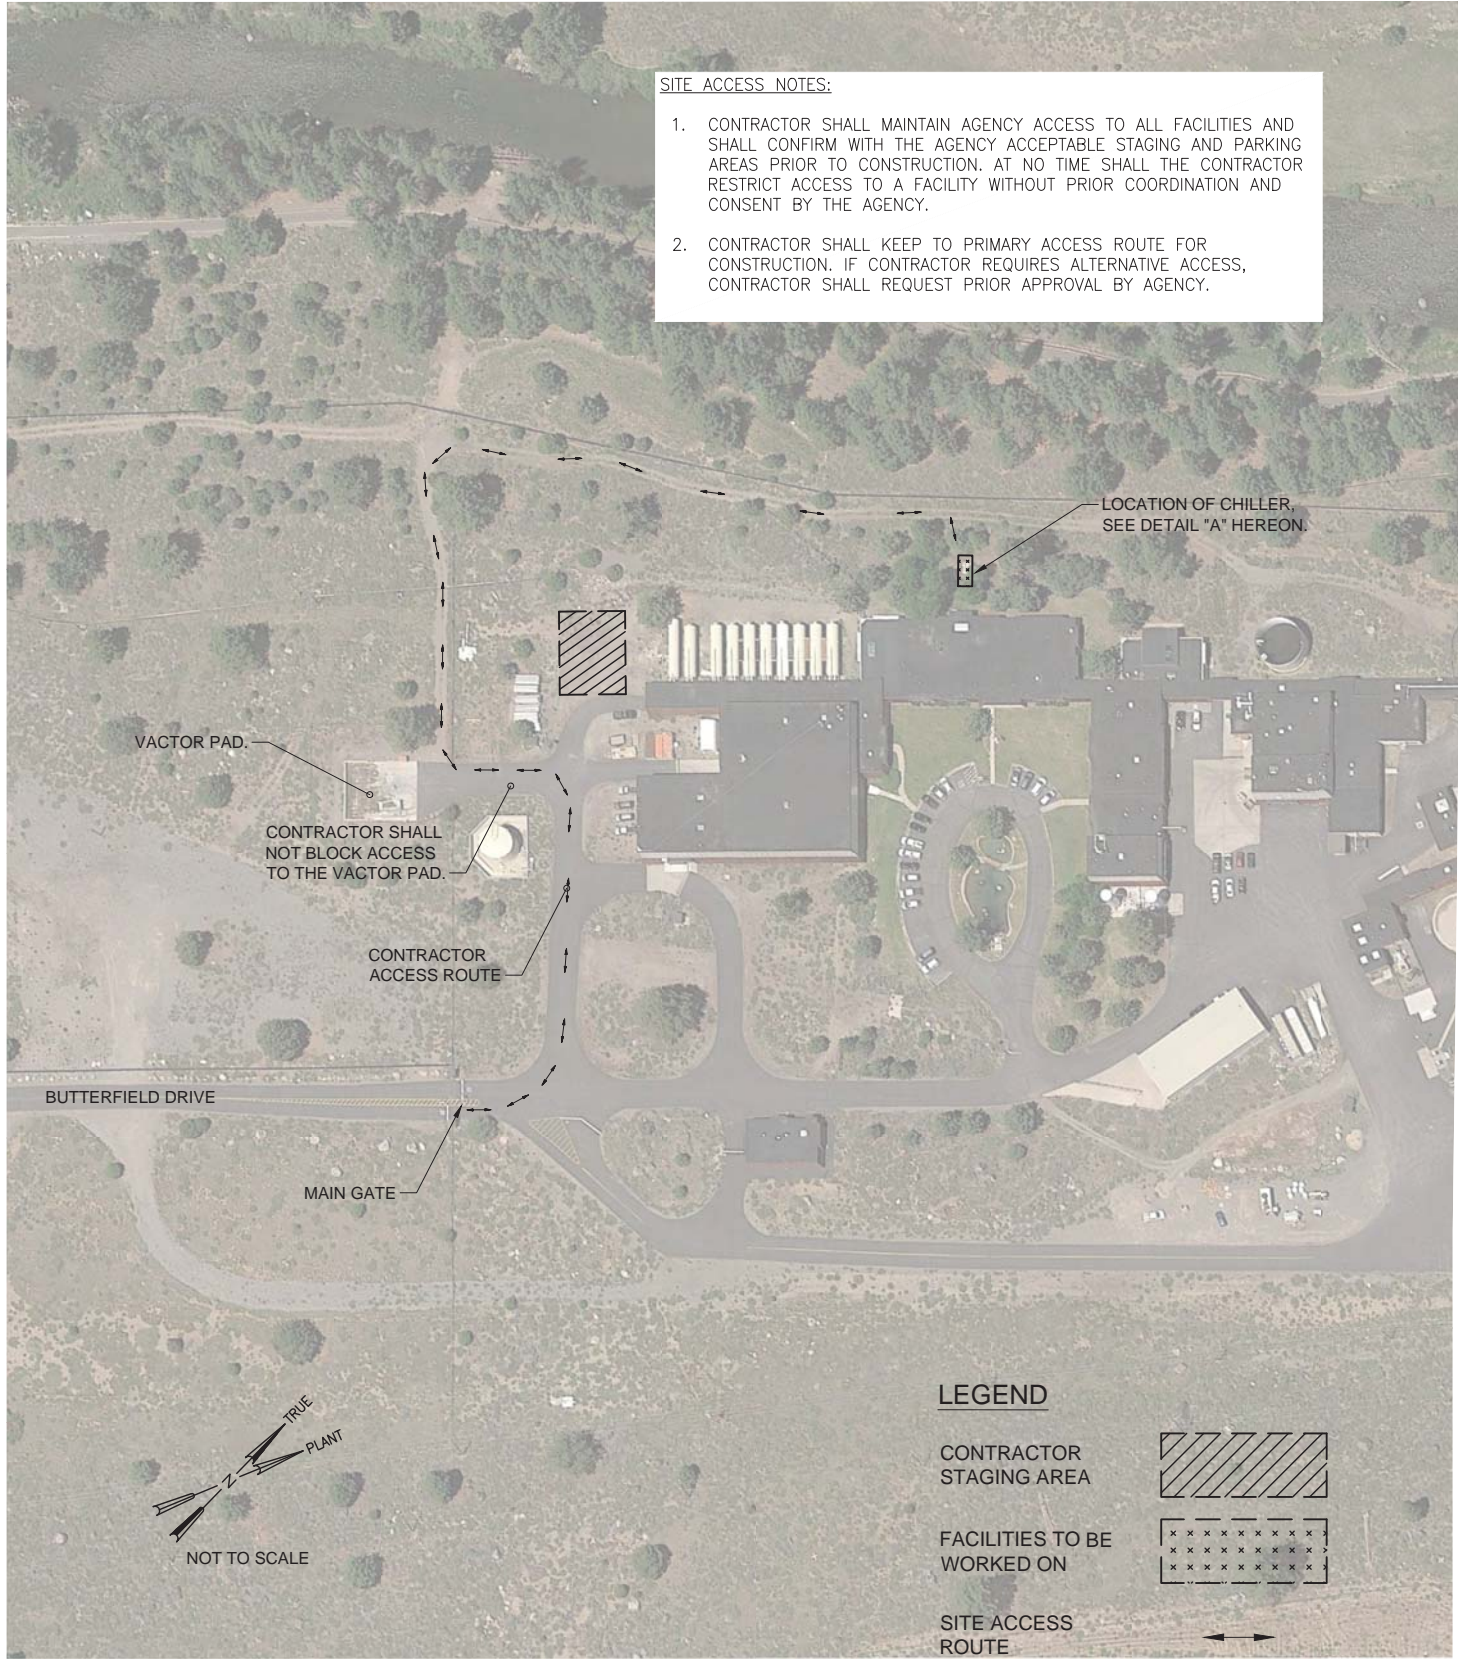 SITE ACCESS NOTES:
1. CONTRACTOR SHALL MAINTAIN AGENCY ACCESS TO ALL FACILITIES AND
SHALL CONFIRM WITH THE AGENCY ACCEPTABLE STAGING AND PARKING
AREAS PRIOR TO CONSTRUCTION. AT NO TIME SHALL THE CONTRACTOR
RESTRICT ACCESS TO A FACILITY WITHOUT PRIOR COORDINATION AND
CONSENT BY THE AGENCY.
2. CONTRACTOR SHALL KEEP TO PRIMARY ACCESS ROUTE FOR
CONSTRUCTION. IF CONTRACTOR REQUIRES ALTERNATIVE ACCESS,
CONTRACTOR SHALL REQUEST PRIOR APPROVAL BY AGENCY.
LOCATION OF CHILLER,
SEE DETAIL "A" HEREON.
VACTOR PAD.
CONTRACTOR SHALL
NOT BLOCK ACCESS
TO THE VACTOR PAD.
CONTRACTOR
ACCESS ROUTE
BUTTERFIELD DRIVE
MAIN GATE
TRUE
PLANT
N
NOT TO SCALE
LEGEND
CONTRACTOR
STAGING AREA
FACILITIES TO BE
WORKED ON
SITE ACCESS
ROUTE